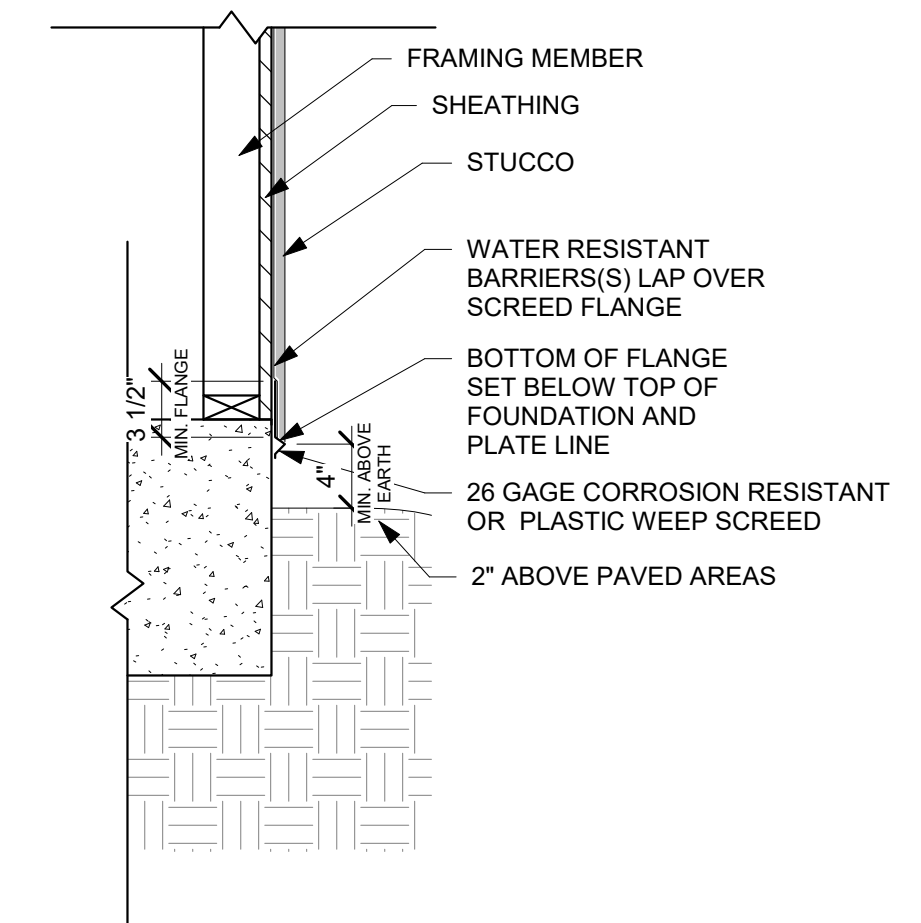 FRAMING MEMBER
SHEATHING
STUCCO
WATER RESISTANT
BARRIERS(S) LAP OVER
SCREED FLANGE
BOTTOM OF FLANGE
SET BELOW TOP OF
FOUNDATION AND
PLATE LINE
26 GAGE CORROSION RESISTANT
OR PLASTIC WEEP SCREED
2" ABOVE PAVED AREAS
3 1/2"
MIN. FLANGE
4"
MIN. ABOVE
EARTH